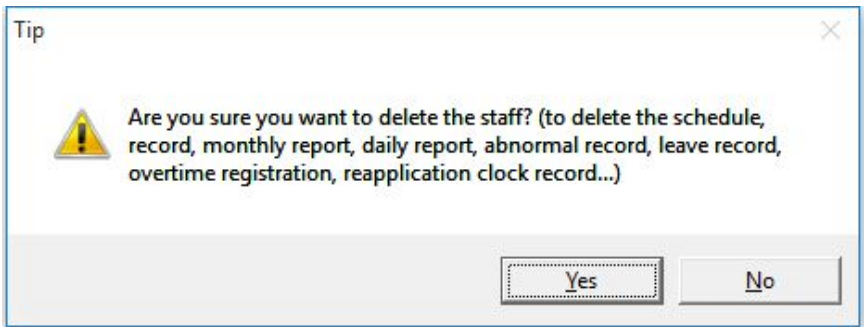 Tip
Are you sure you want to delete the staff? (to delete the schedule,
record, monthly report, daily report, abnormal record, leave record,
overtime registration, reapplication clock record...)
Yes
No